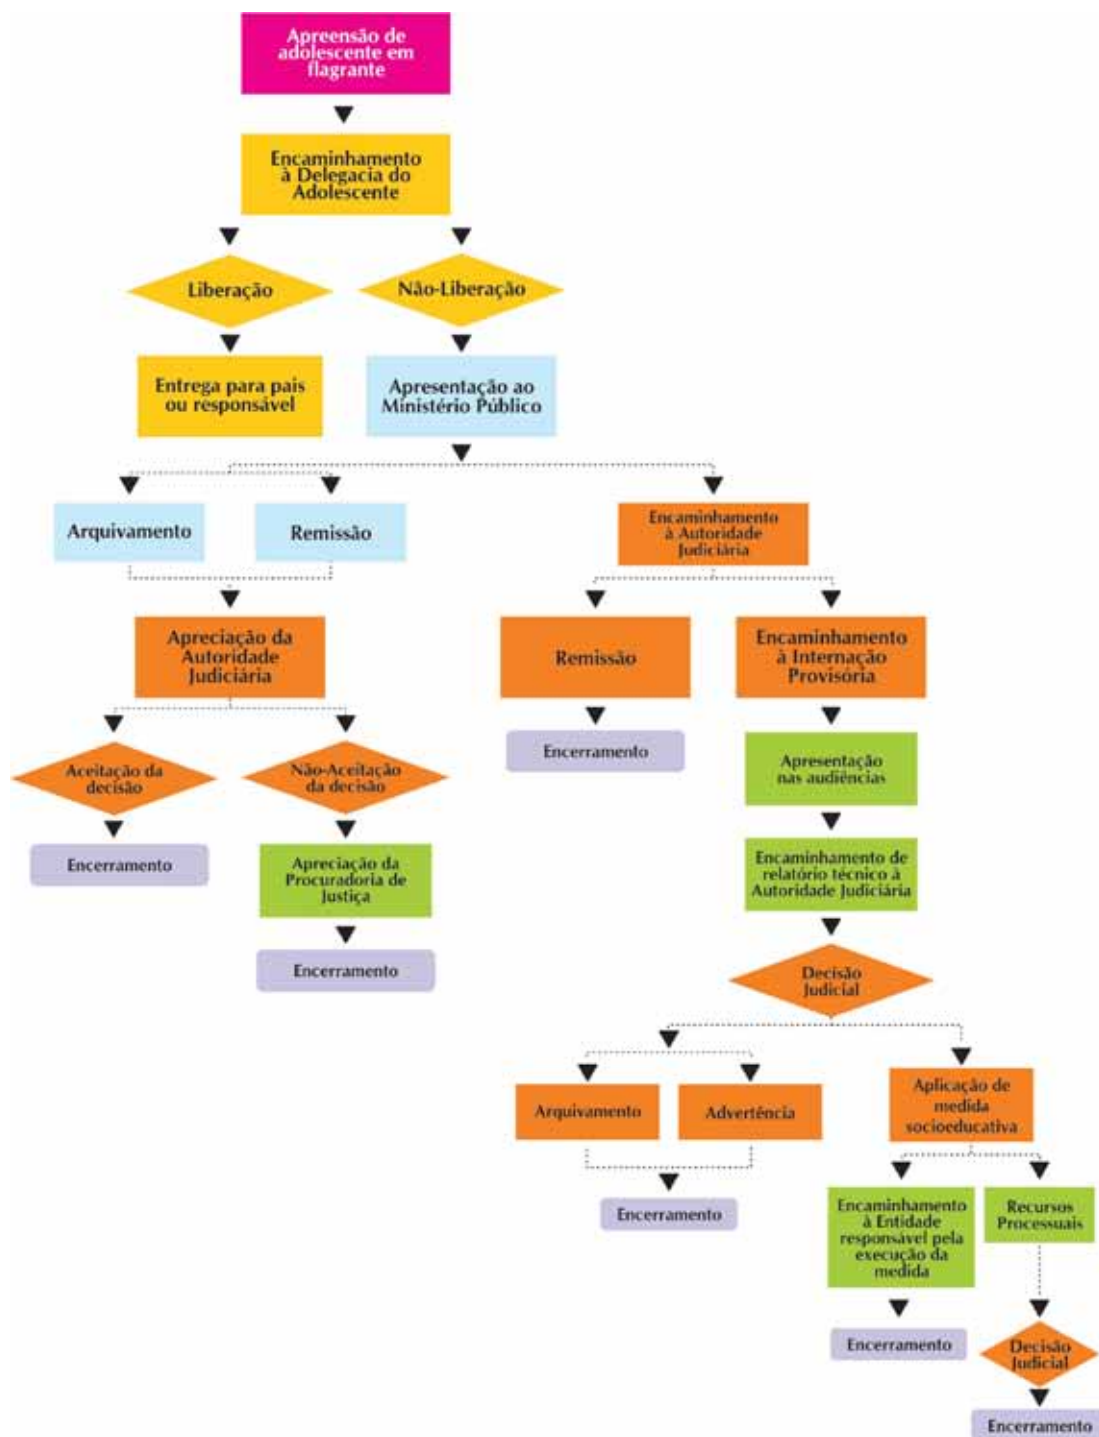 Apreensão de
adolescente em
flagrante
Encaminhamento
à Delegacia do
Adolescente
Liberação
Não-Liberação
Entrega para pais
ou responsável
Apresentação ao
Ministério Público
Arquivamento
Remissão
Encaminhamento
à Autoridade
Judiciária
Apreciação da
Autoridade
Judiciária
Remissão
Encaminhamento
à Internação
Provisória
Aceitação da
decisão
Não-Aceitação
da decisão
Encerramento
Apresentação
nas audiências
Encerramento
Apreciação da
Procuradoria de
Justiça
Encaminhamento de
relatório técnico à
Autoridade Judiciária
Encerramento
Decisão
Judicial
Arquivamento
Advertência
Aplicação de
medida
socioeducativa
Encerramento
Encaminhamento
à Entidade
responsável pela
execução da
medida
Recursos
Processuais
Encerramento
Decisão
Judicial
Encerramento